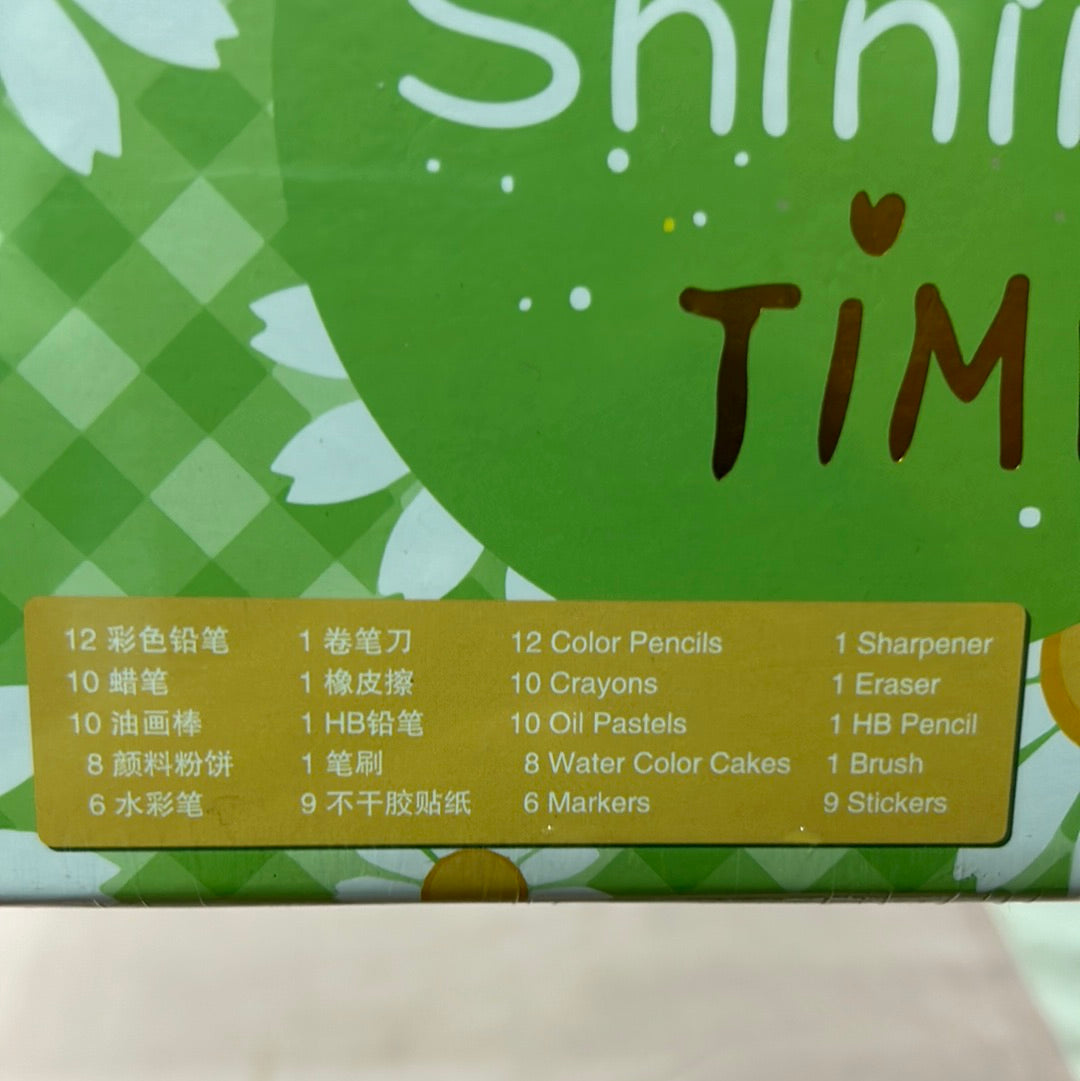 Shini
TiM
12 彩色铅笔 1 卷笔刀 12 Color Pencils 1 Sharpener
10 蜡笔 1 橡皮擦 10 Crayons 1 Eraser
10 油画棒 1 HB铅笔 10 Oil Pastels 1 HB Pencil
8 颜料粉饼 1 笔刷 8 Water Color Cakes 1 Brush
6 水彩笔 9 不干胶贴纸 6 Markers 9 Stickers